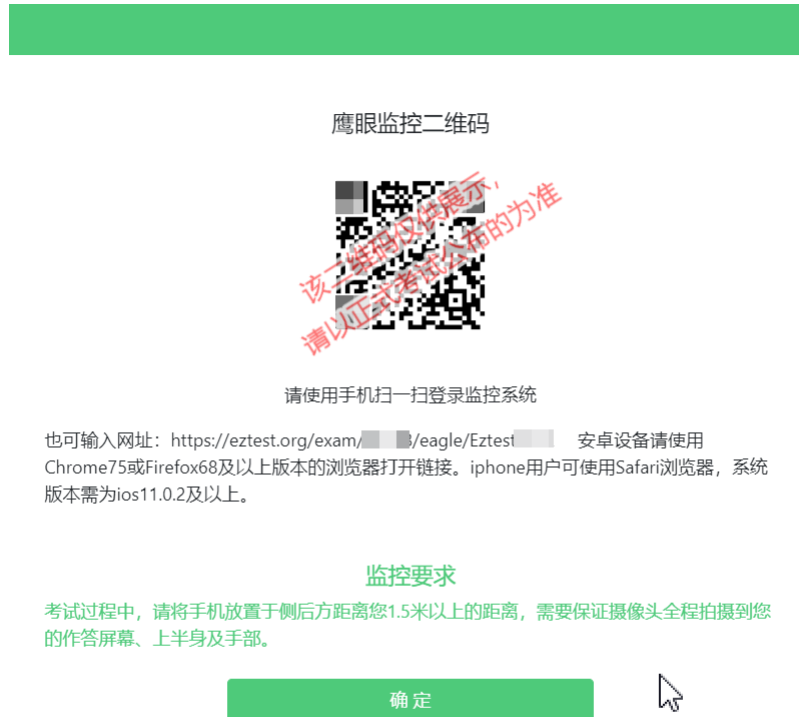 鹰眼监控二维码
该二维码仅供展示，
请以正式考试公布的为准
请使用手机扫一扫登录监控系统
也可输入网址：https://eztest.org/exam/ 3/eagle/Eztest 安卓设备请使用
Chrome75或Firefox68及以上版本的浏览器打开链接。iphone用户可使用Safari浏览器，系统
版本需为ios11.0.2及以上。
监控要求
考试过程中，请将手机放置于侧后方距离您1.5米以上的距离，需要保证摄像头全程拍摄到您
的作答屏幕、上半身及手部。
确 定